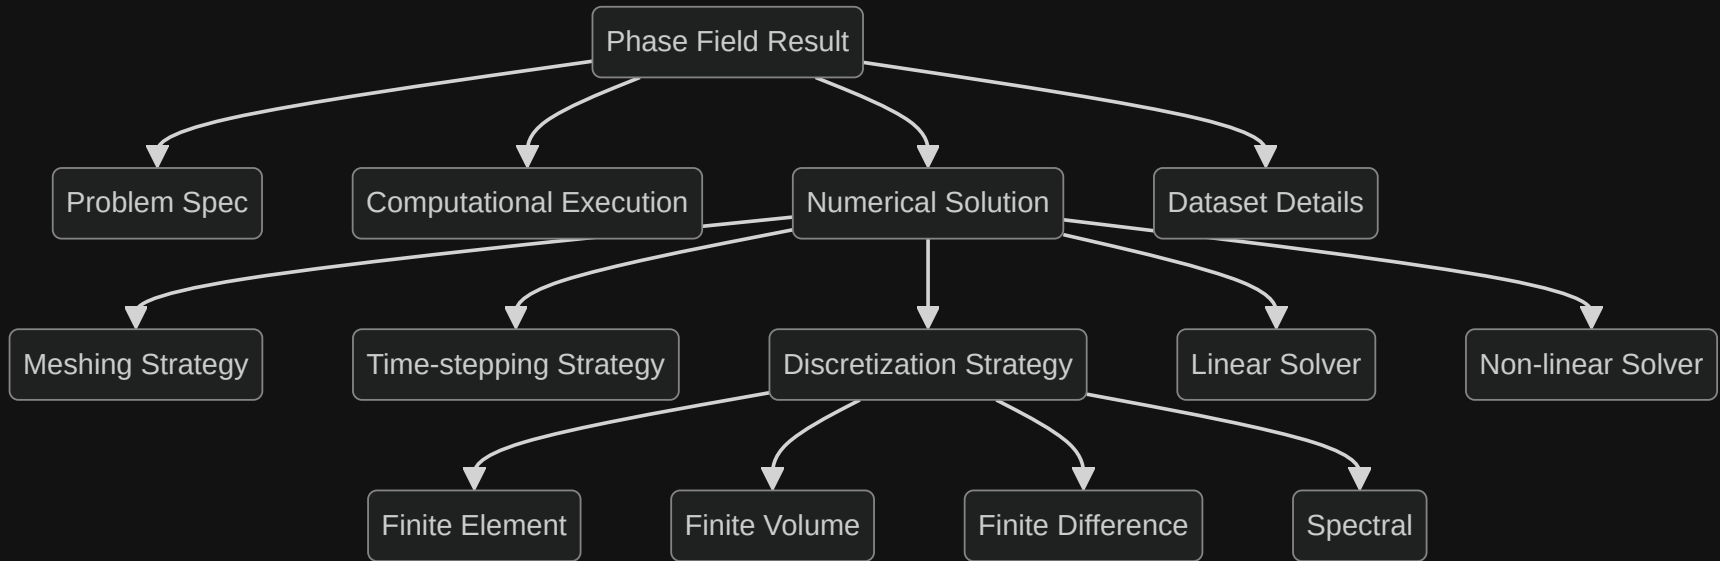 Phase Field Result
Problem Spec
Computational Execution
Numerical Solution
Dataset Details
Meshing Strategy
Time-stepping Strategy
Discretization Strategy
Linear Solver
Non-linear Solver
Finite Element
Finite Volume
Finite Difference
Spectral